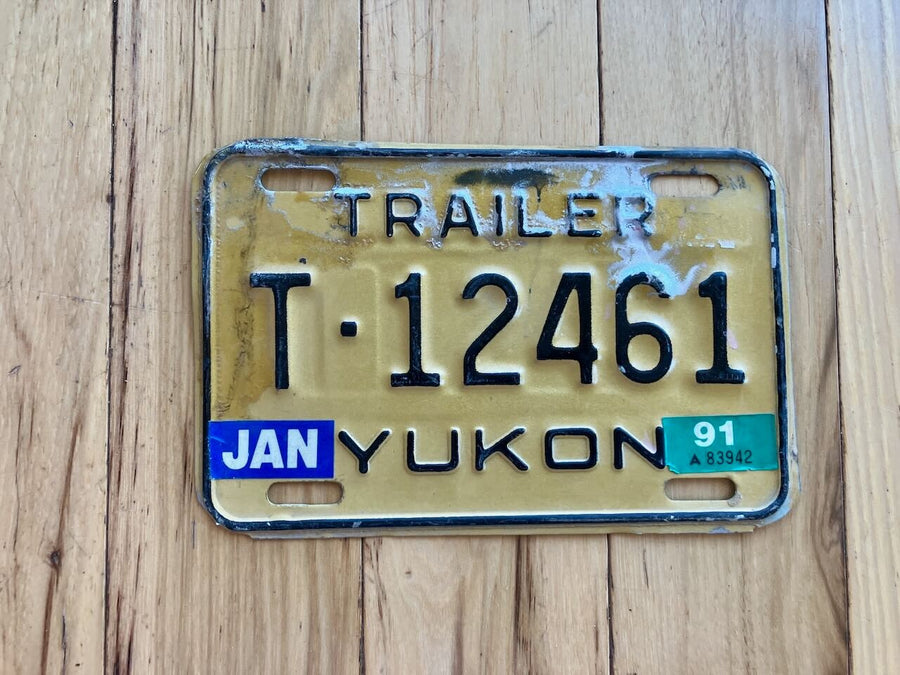 TRAILER
T·12461
JAN YUKON 91
A 83942